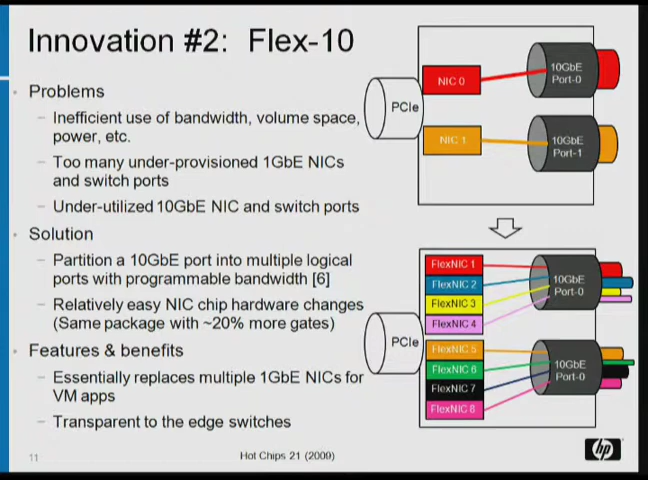 Innovation #2: Flex-10
Problems
– Inefficient use of bandwidth, volume space,
power, etc.
– Too many under-provisioned 1GbE NICs
and switch ports
– Under-utilized 10GbE NIC and switch ports
Solution
– Partition a 10GbE port into multiple logical
ports with programmable bandwidth [6]
– Relatively easy NIC chip hardware changes
(Same package with ~20% more gates)
Features & benefits
– Essentially replaces multiple 1GbE NICs for
VM apps
– Transparent to the edge switches
PCIe
NIC 0
10GbE
Port-0
NIC 1
10GbE
Port-1
PCIe
FlexNIC 1
FlexNIC 2
FlexNIC 3
FlexNIC 4
10GbE
Port-0
FlexNIC 5
FlexNIC 6
FlexNIC 7
FlexNIC 8
10GbE
Port-0
11
Hot Chips 21 (2009)
hp